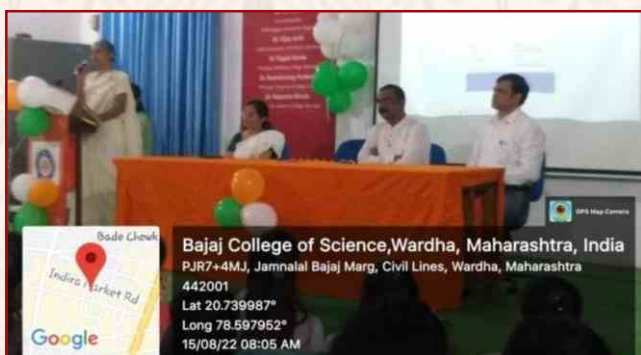 Bade Chowk
Indira Market Rd
Google
GPS Map Camera
Bajaj College of Science,Wardha, Maharashtra, India
PJR7+4MJ, Jamnalal Bajaj Marg, Civil Lines, Wardha, Maharashtra
442001
Lat 20.739987°
Long 78.597952°
15/08/22 08:05 AM